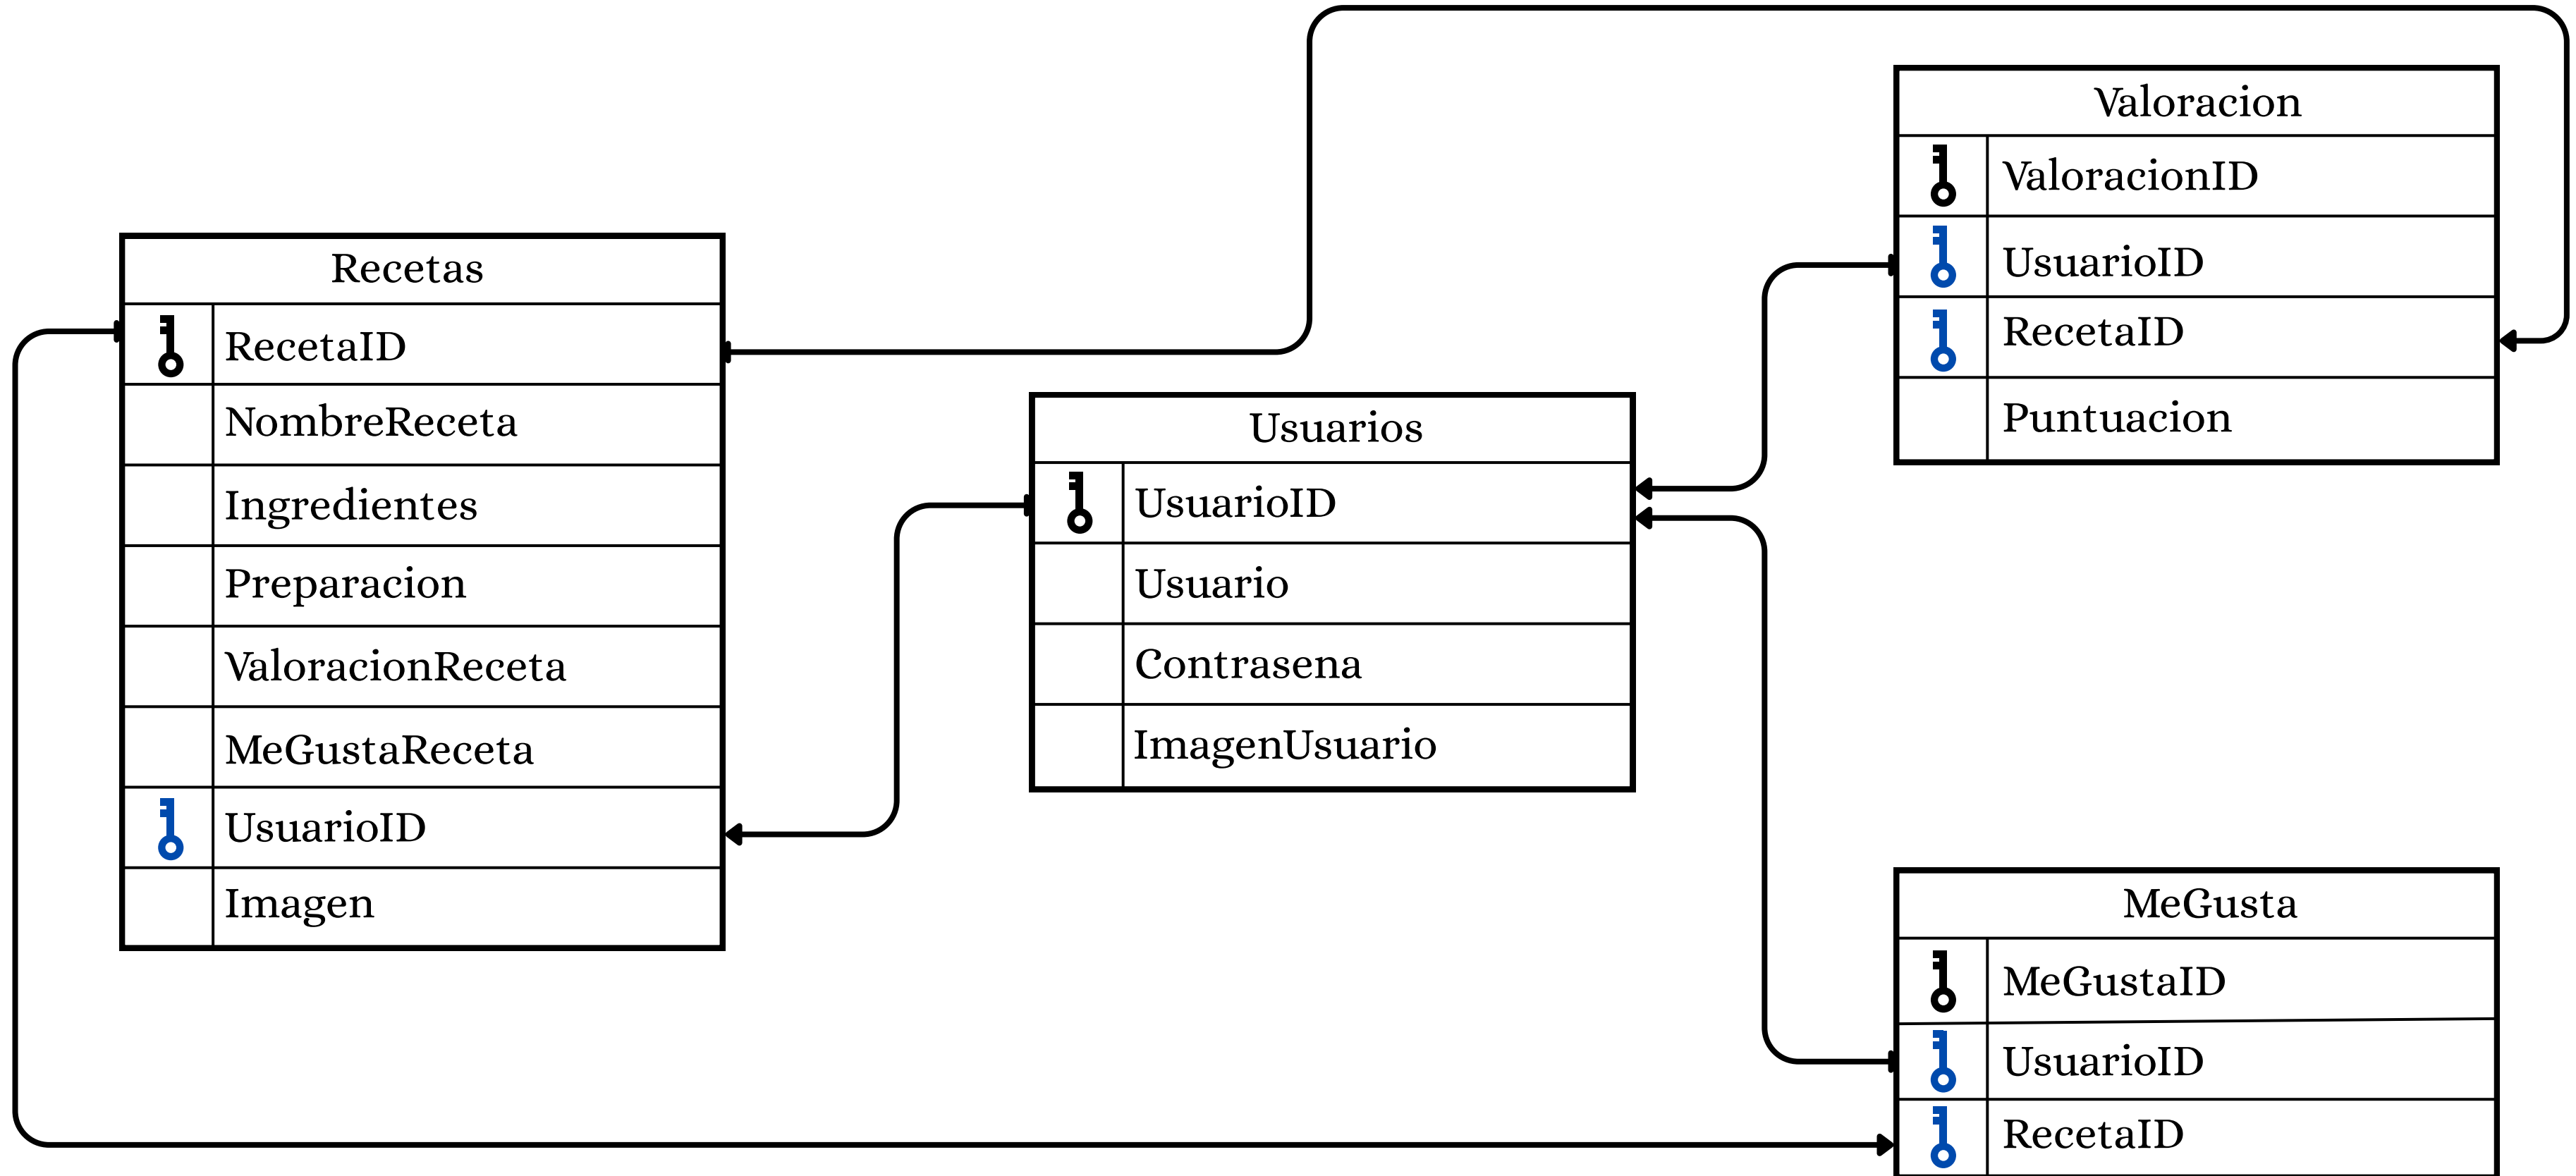 Recetas
RecetaID
NombreReceta
Ingredientes
Preparacion
ValoracionReceta
MeGustaReceta
UsuarioID
Imagen
Usuarios
UsuarioID
Usuario
Contrasena
ImagenUsuario
Valoracion
ValoracionID
UsuarioID
RecetaID
Puntuacion
MeGusta
MeGustaID
UsuarioID
RecetaID